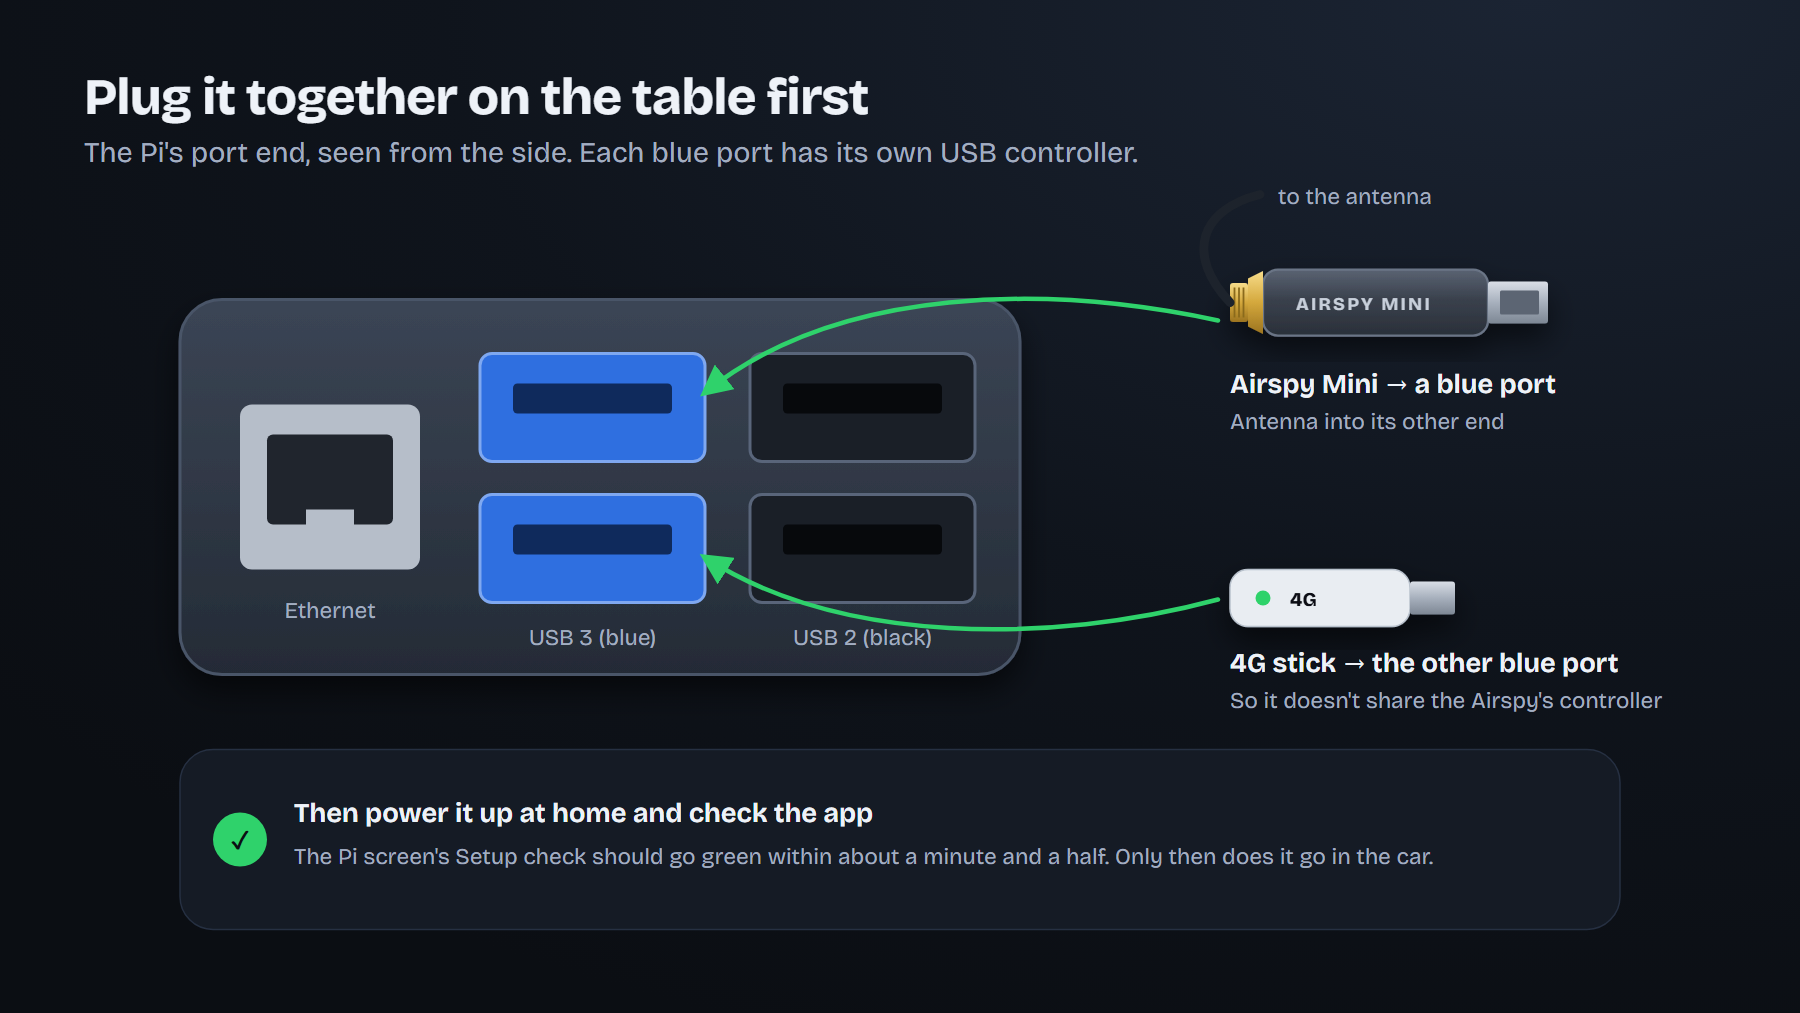 Plug it together on the table first
The Pi's port end, seen from the side. Each blue port has its own USB controller.
to the antenna
AIRSPY MINI
Airspy Mini → a blue port
Antenna into its other end
Ethernet
USB 3 (blue)
USB 2 (black)
4G
4G stick → the other blue port
So it doesn't share the Airspy's controller
✓
Then power it up at home and check the app
The Pi screen's Setup check should go green within about a minute and a half. Only then does it go in the car.